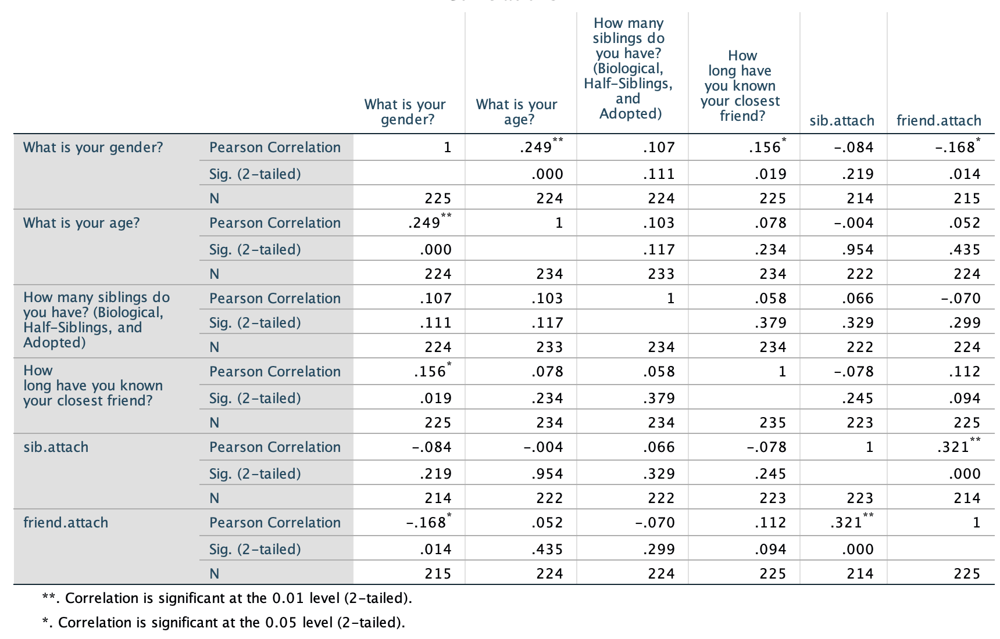 How many
siblings do
you have?
(Biological,
Half-Siblings,
and
Adopted)
How
long have
you known
your closest
friend?
What is your
gender?
What is your
age?
sib.attach friend.attach
What is your gender? Pearson Correlation 1 .249** .107 .156* -.084 -.168*
Sig. (2-tailed) .000 .111 .019 .219 .014
N 225 224 224 225 214 215
What is your age? Pearson Correlation .249** 1 .103 .078 -.004 .052
Sig. (2-tailed) .000 .117 .234 .954 .435
N 224 234 233 234 222 224
How many siblings do
you have? (Biological,
Half-Siblings, and
Adopted)
Pearson Correlation .107 .103 1 .058 .066 -.070
Sig. (2-tailed) .111 .117 .379 .329 .299
N 224 233 234 234 222 224
How
long have you known
your closest friend?
Pearson Correlation .156* .078 .058 1 -.078 .112
Sig. (2-tailed) .019 .234 .379 .245 .094
N 225 234 234 235 223 225
sib.attach Pearson Correlation -.084 -.004 .066 -.078 1 .321**
Sig. (2-tailed) .219 .954 .329 .245 .000
N 214 222 222 223 223 214
friend.attach Pearson Correlation -.168* .052 -.070 .112 .321** 1
Sig. (2-tailed) .014 .435 .299 .094 .000
N 215 224 224 225 214 225
**. Correlation is significant at the 0.01 level (2-tailed).
*. Correlation is significant at the 0.05 level (2-tailed).